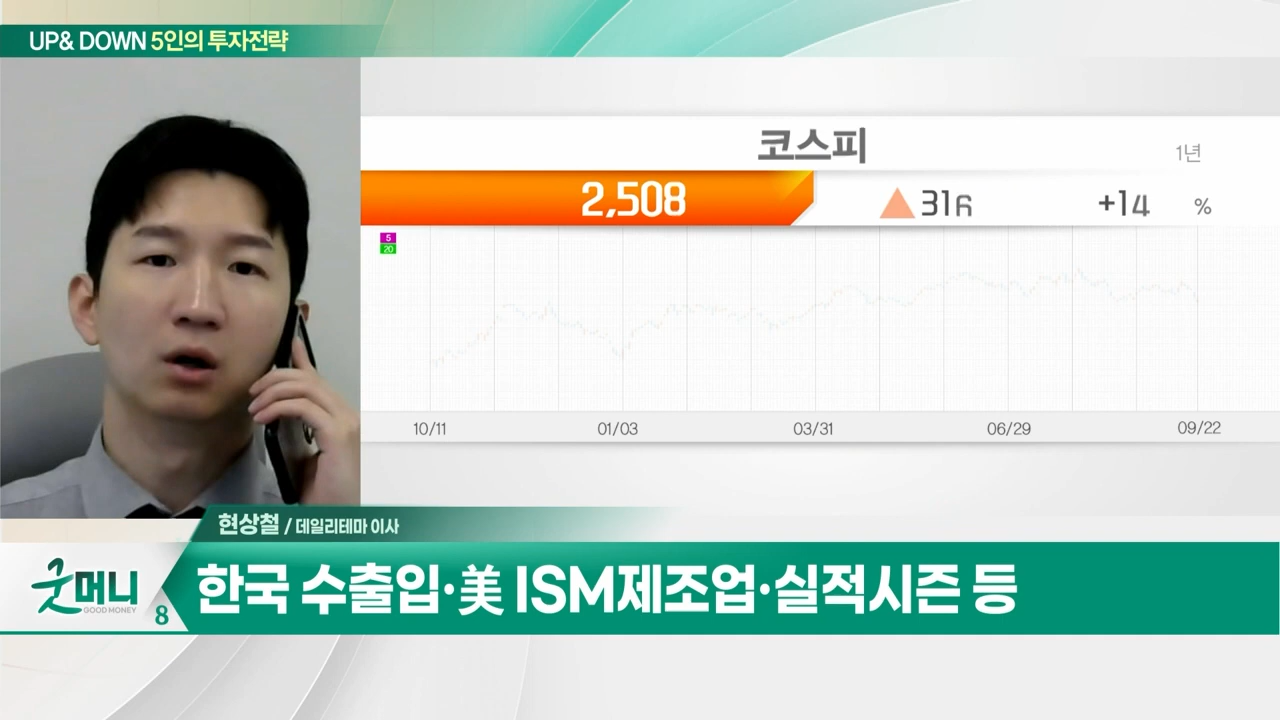 UP& DOWN 5인의 투자전략
코스피
1년
2,508
+14 %
5
20
10/11 01/03 03/31 06/29 09/22
현상철 / 데일리테마 이사
굿머니
GOOD MONEY
8
한국 수출입·美 ISM제조업·실적시즌 등